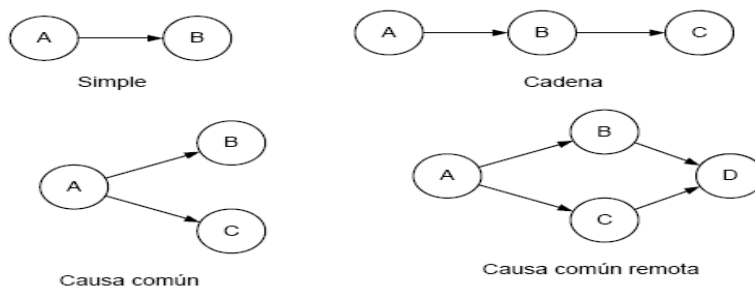 A B
Simple
A B C
Cadena
A B C
Causa común
A B C D
Causa común remota